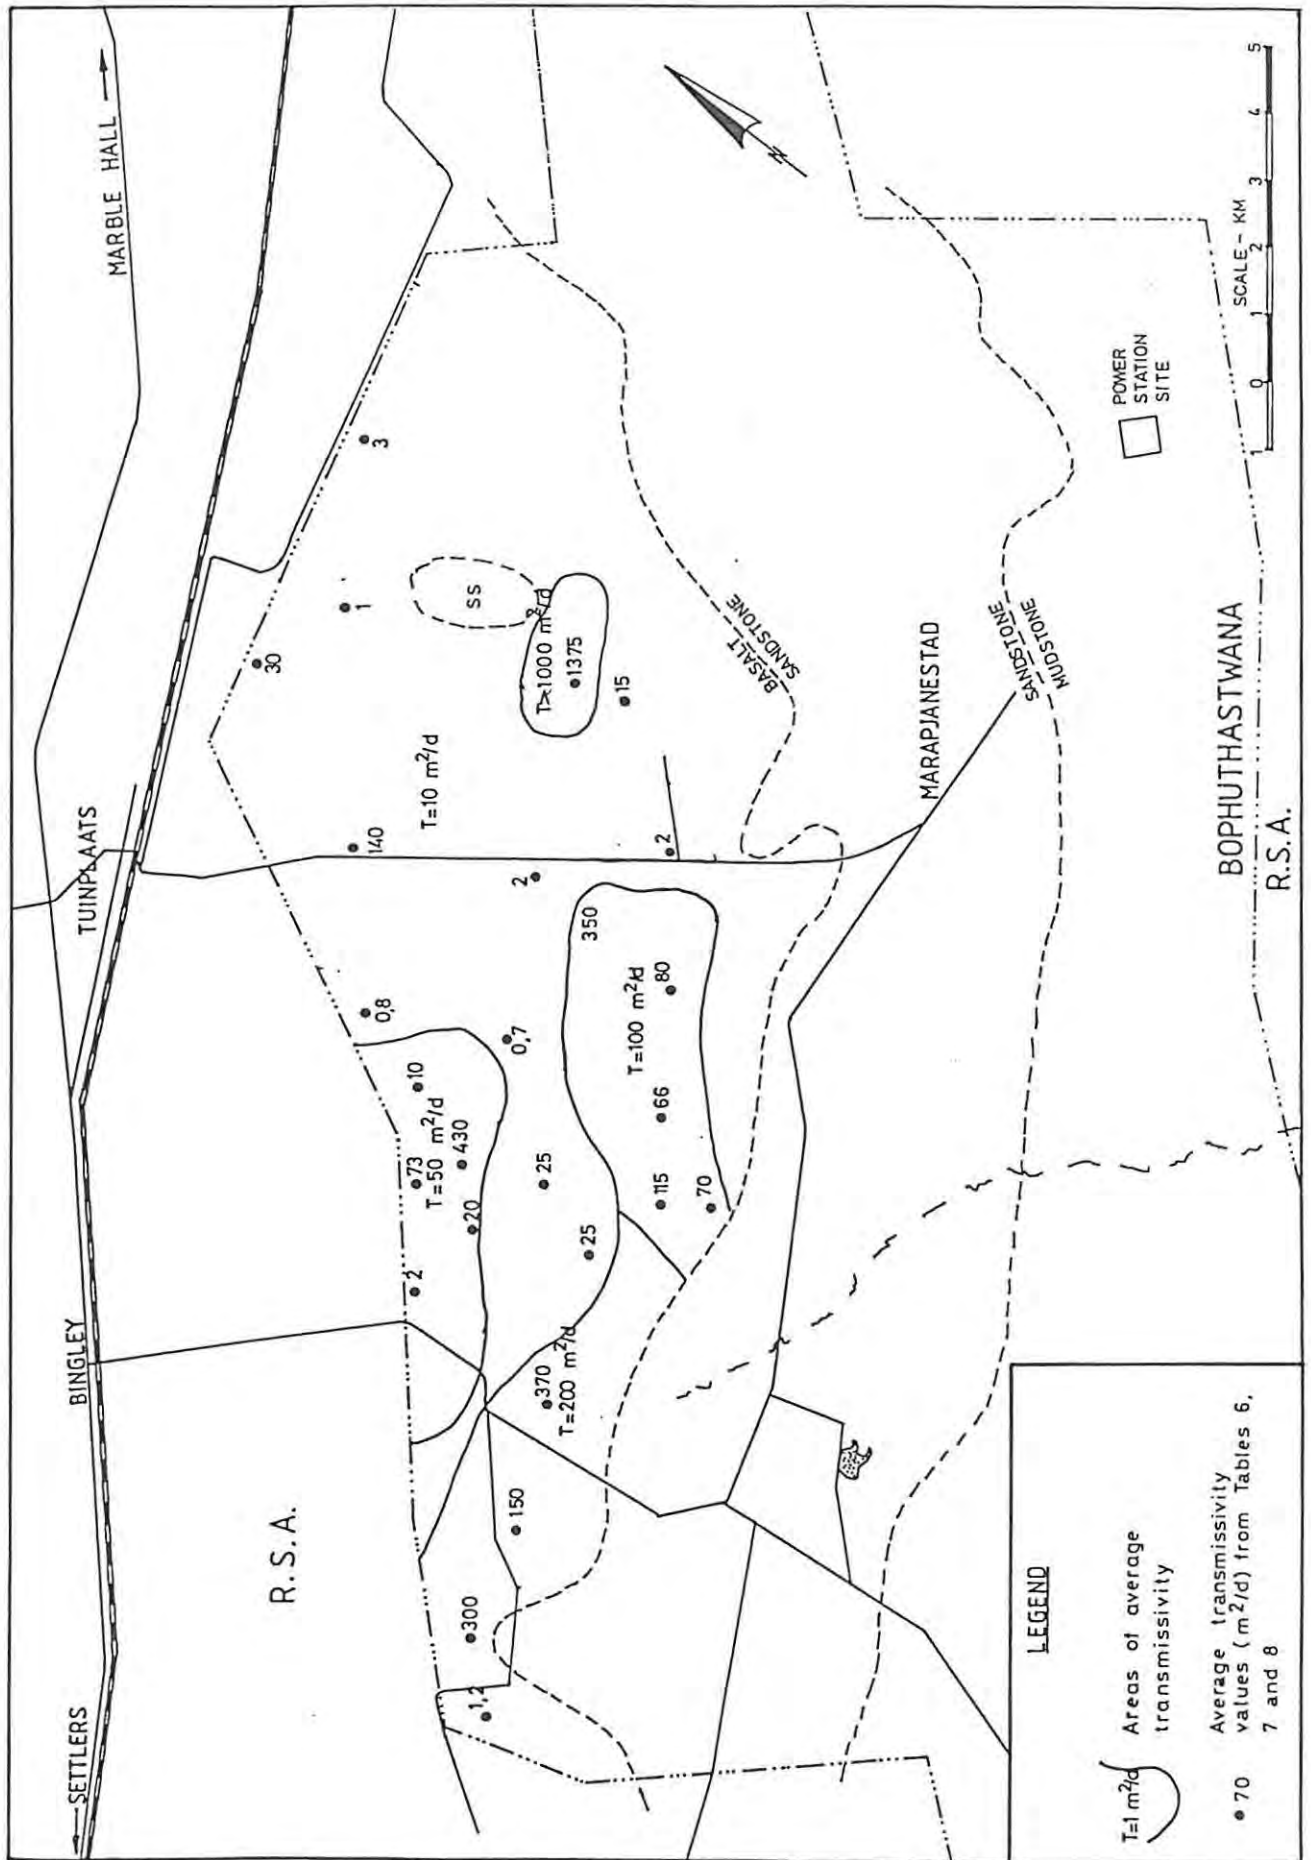 SETTLERS
BINGLEY
TUINPLAATS
MARBLE HALL
R.S.A.
30
1
3
140
T=10 m²/d
SS
T>1000 m²/d
1375
15
2
2
0,8
0,7
350
80
T=100 m²/d
66
115
70
10
T=50 m²/d
73
430
20
2
25
25
370
T=200 m²/d
150
300
1,2
BASALT
SANDSTONE
MARAPJANESTAD
SANDSTONE
MUDSTONE
N
POWER
STATION
SITE
BOPHUTHASTWANA
R.S.A.
SCALE - KM
1 0 1 2 3 4 5
LEGEND
T=1 m²/d Areas of average
transmissivity
70 Average transmissivity
values (m²/d) from Tables 6,
7 and 8